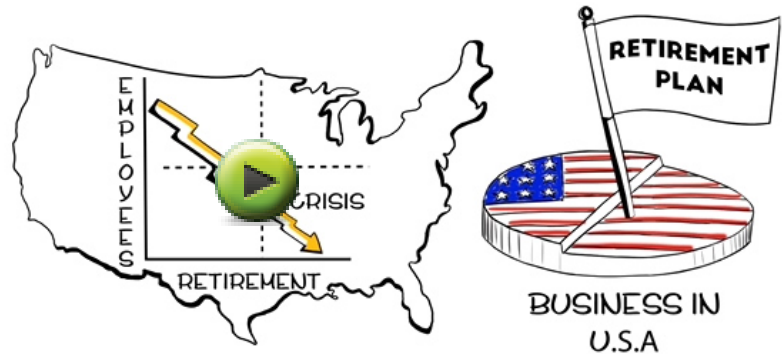 EMPLOYEES
CRISIS
RETIREMENT
RETIREMENT
PLAN
BUSINESS IN
U.S.A